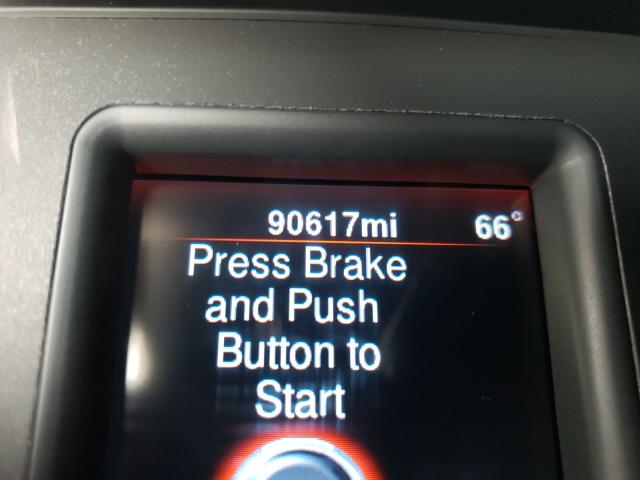 90617mi 66°
Press Brake
and Push
Button to
Start